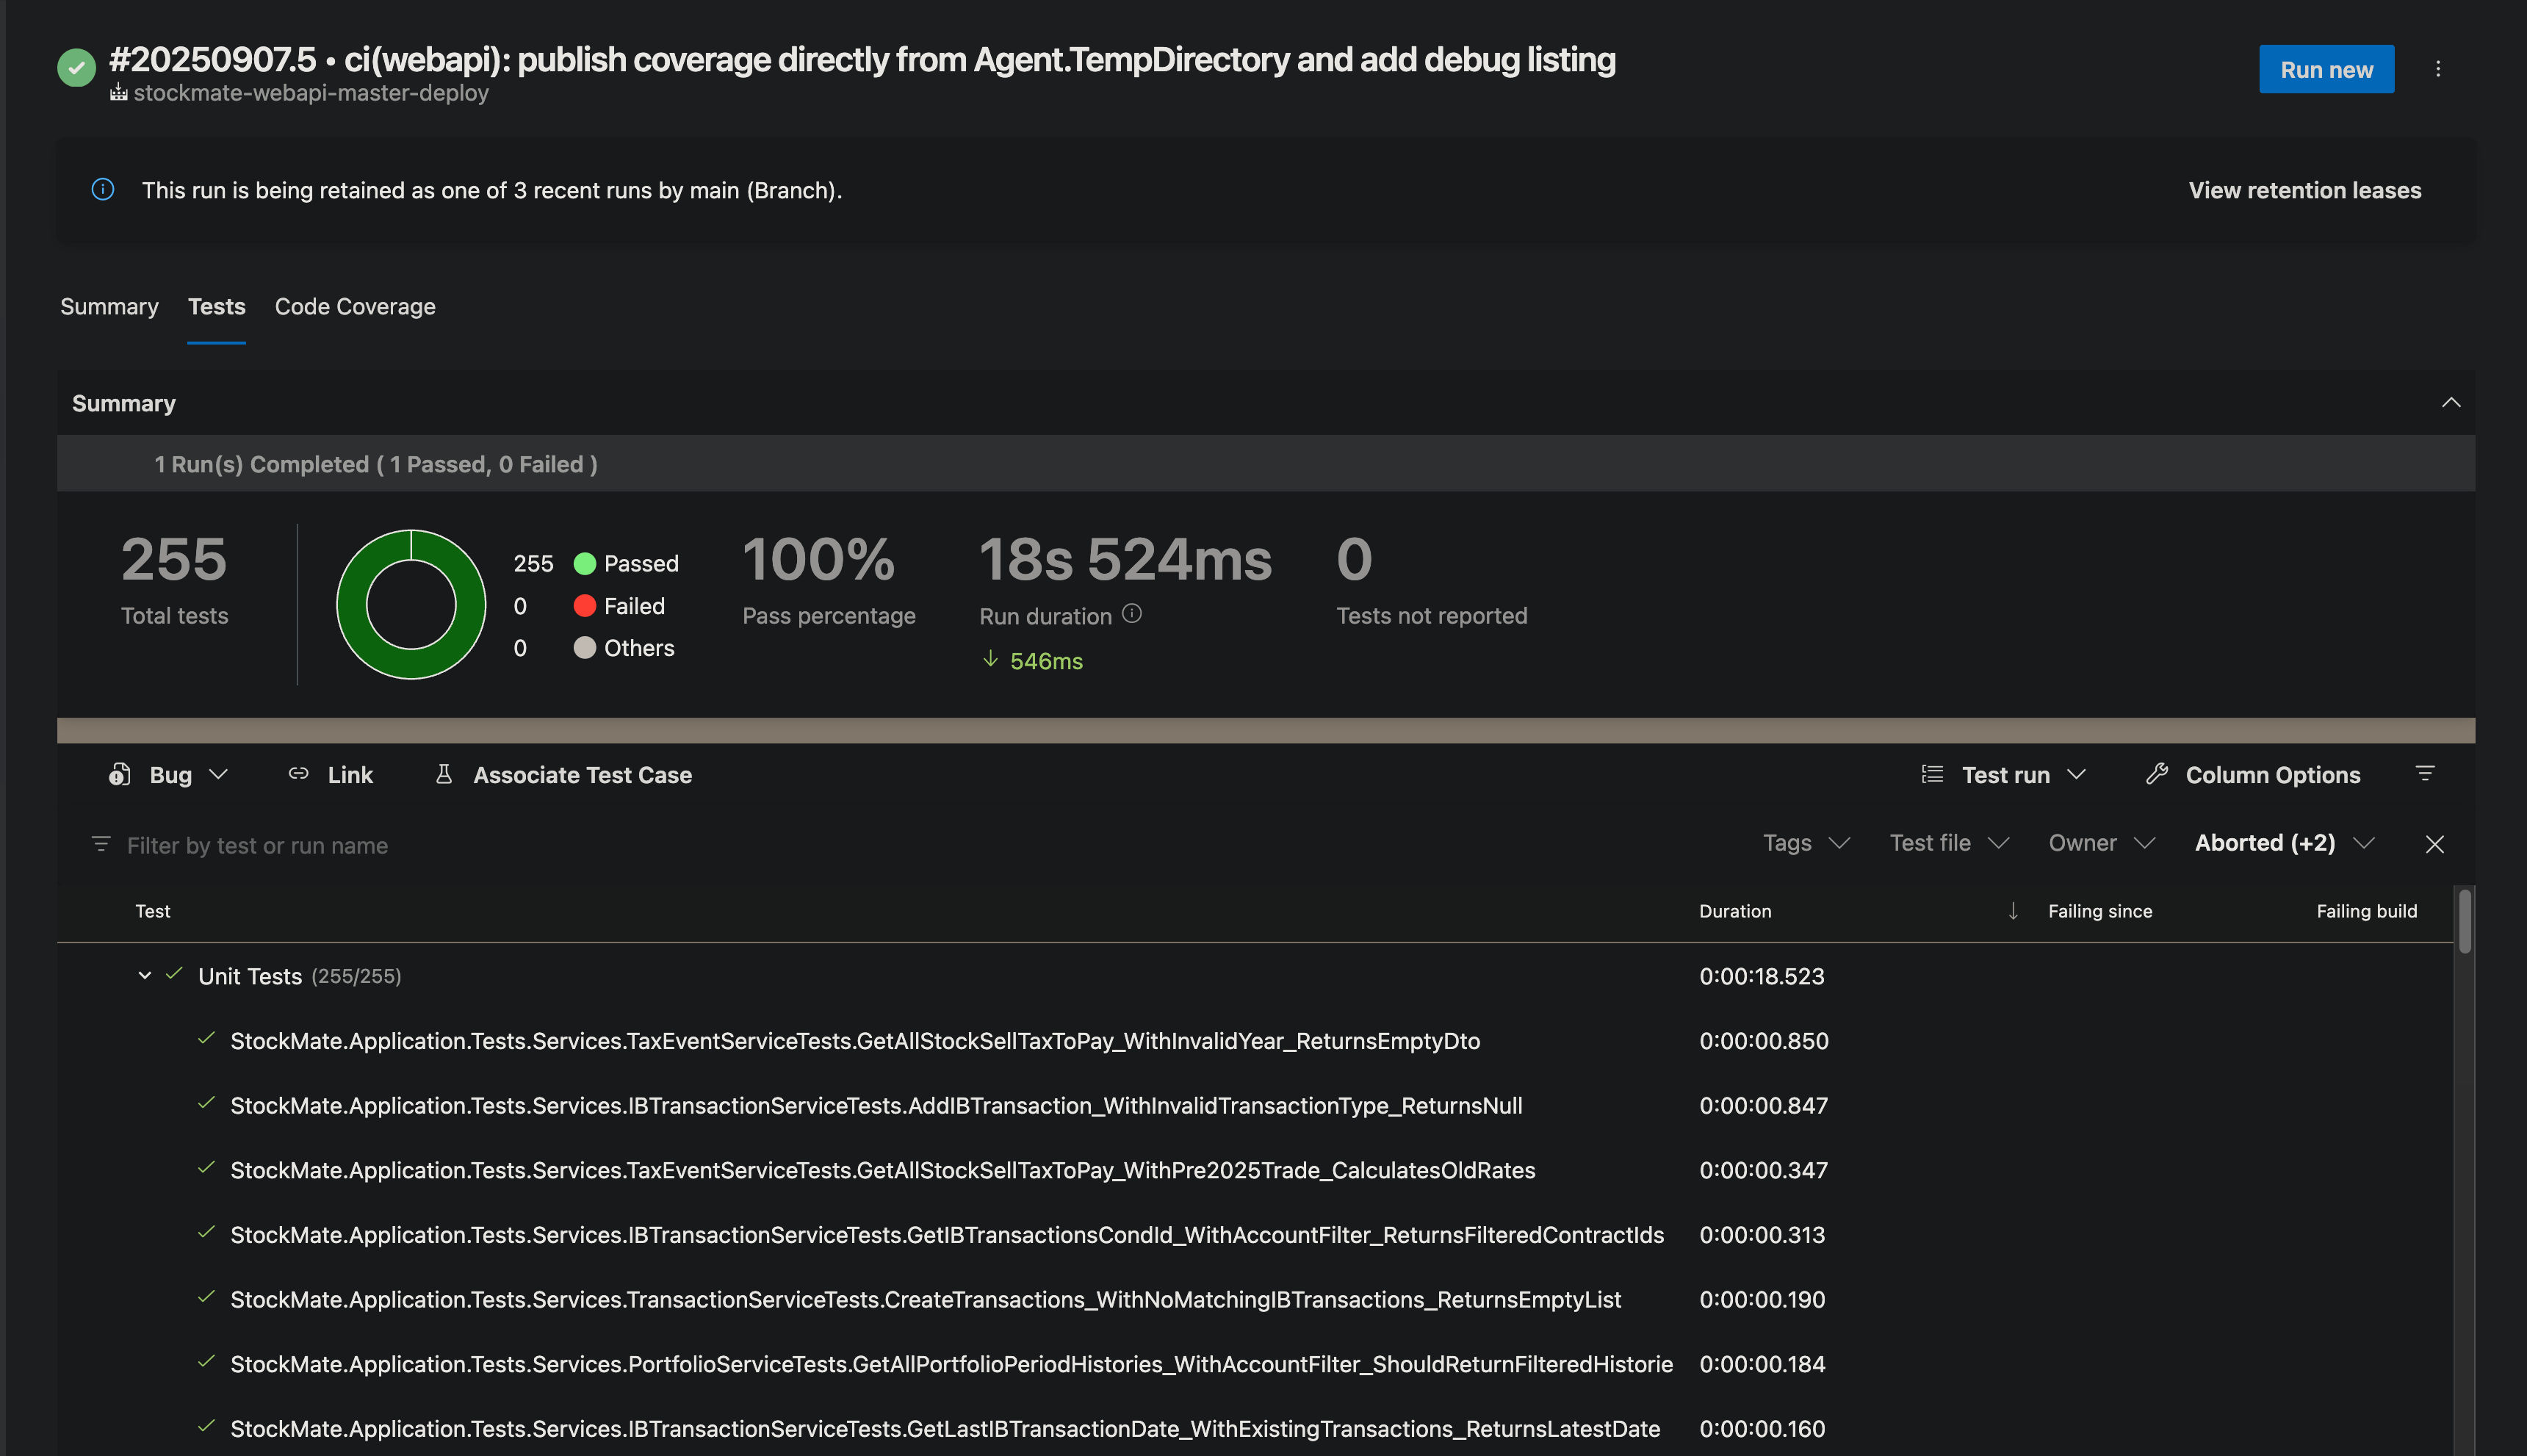 #20250907.5 • ci(webapi): publish coverage directly from Agent.TempDirectory and add debug listing
stockmate-webapi-master-deploy
Run new
This run is being retained as one of 3 recent runs by main (Branch).
View retention leases
Summary Tests Code Coverage
Summary
1 Run(s) Completed ( 1 Passed, 0 Failed )
255
Total tests
255 Passed
0 Failed
0 Others
100%
Pass percentage
18s 524ms
Run duration
546ms
0
Tests not reported
Bug Link Associate Test Case Test run Column Options
Filter by test or run name Tags Test file Owner Aborted (+2)
Test Duration Failing since Failing build
Unit Tests (255/255) 0:00:18.523
StockMate.Application.Tests.Services.TaxEventServiceTests.GetAllStockSellTaxToPay_WithInvalidYear_ReturnsEmptyDto 0:00:00.850
StockMate.Application.Tests.Services.IBTransactionServiceTests.AddIBTransaction_WithInvalidTransactionType_ReturnsNull 0:00:00.847
StockMate.Application.Tests.Services.TaxEventServiceTests.GetAllStockSellTaxToPay_WithPre2025Trade_CalculatesOldRates 0:00:00.347
StockMate.Application.Tests.Services.IBTransactionServiceTests.GetIBTransactionsCondId_WithAccountFilter_ReturnsFilteredContractIds 0:00:00.313
StockMate.Application.Tests.Services.TransactionServiceTests.CreateTransactions_WithNoMatchingIBTransactions_ReturnsEmptyList 0:00:00.190
StockMate.Application.Tests.Services.PortfolioServiceTests.GetAllPortfolioPeriodHistories_WithAccountFilter_ShouldReturnFilteredHistorie 0:00:00.184
StockMate.Application.Tests.Services.IBTransactionServiceTests.GetLastIBTransactionDate_WithExistingTransactions_ReturnsLatestDate 0:00:00.160